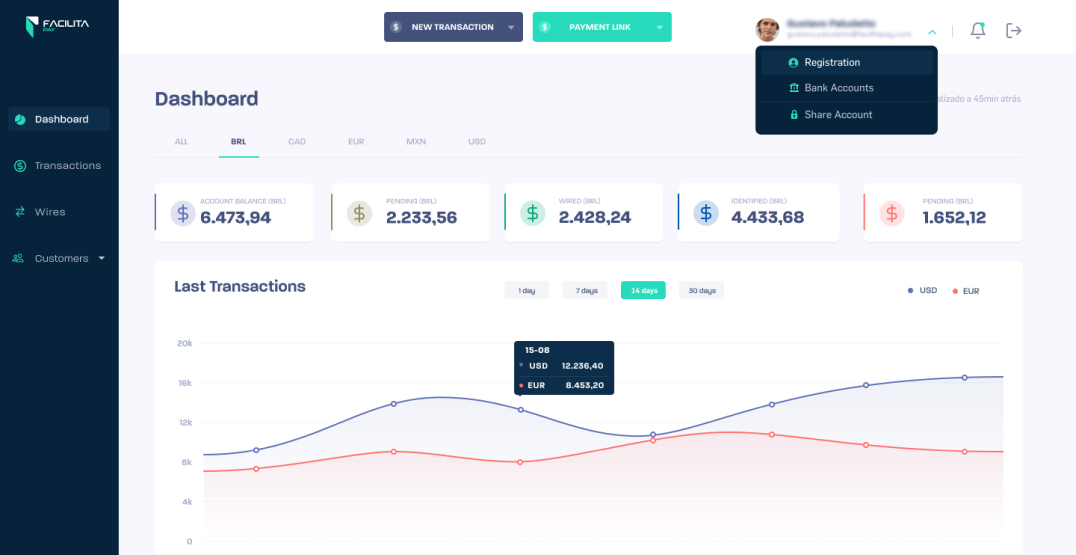 FACILITA
PAY
NEW TRANSACTION
PAYMENT LINK
Registration
Bank Accounts
Share Account
Dashboard
Transactions
Wires
Customers
Dashboard
alizado a 45min atrás
ALL BRL CAD EUR MXN USD
ACCOUNT BALANCE (BRL)
6.473,94
PENDING (BRL)
2.233,56
WIRED (BRL)
2.428,24
IDENTIFIED (BRL)
4.433,68
PENDING (BRL)
1.652,12
Last Transactions
1 day 7 days 14 days 30 days
USD EUR
20k
16k
12k
8k
4k
0
15-08
USD 12.236,40
EUR 8.453,20